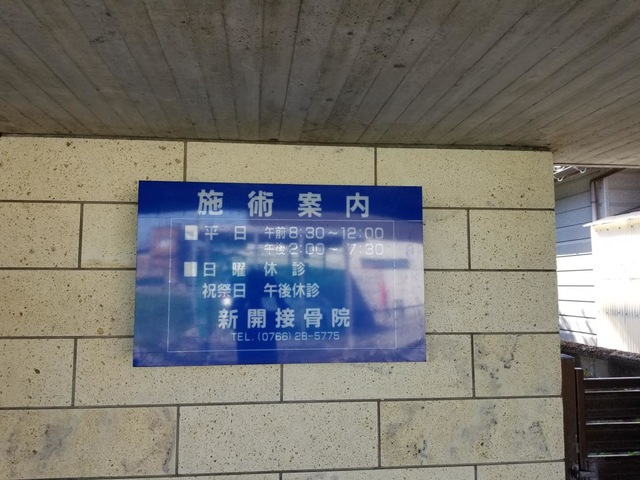 施術案内
■平日 午前8:30~12:00
午後2:00~7:30
■日曜 休診
祝祭日 午後休診
新開接骨院
TEL.(0766)28-5775